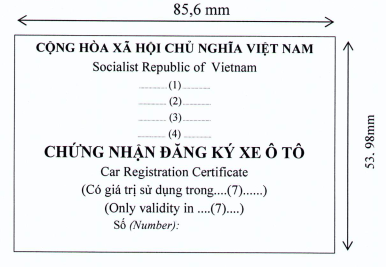 85,6 mm
CỘNG HÒA XÃ HỘI CHỦ NGHĨA VIỆT NAM
Socialist Republic of Vietnam
............ (1) ............
............ (2) ............
............ (3) ............
............ (4) ............
CHỨNG NHẬN ĐĂNG KÝ XE Ô TÔ
Car Registration Certificate
(Có giá trị sử dụng trong....(7)......)
(Only validity in ....(7)....)
Số (Number):
53. 98mm